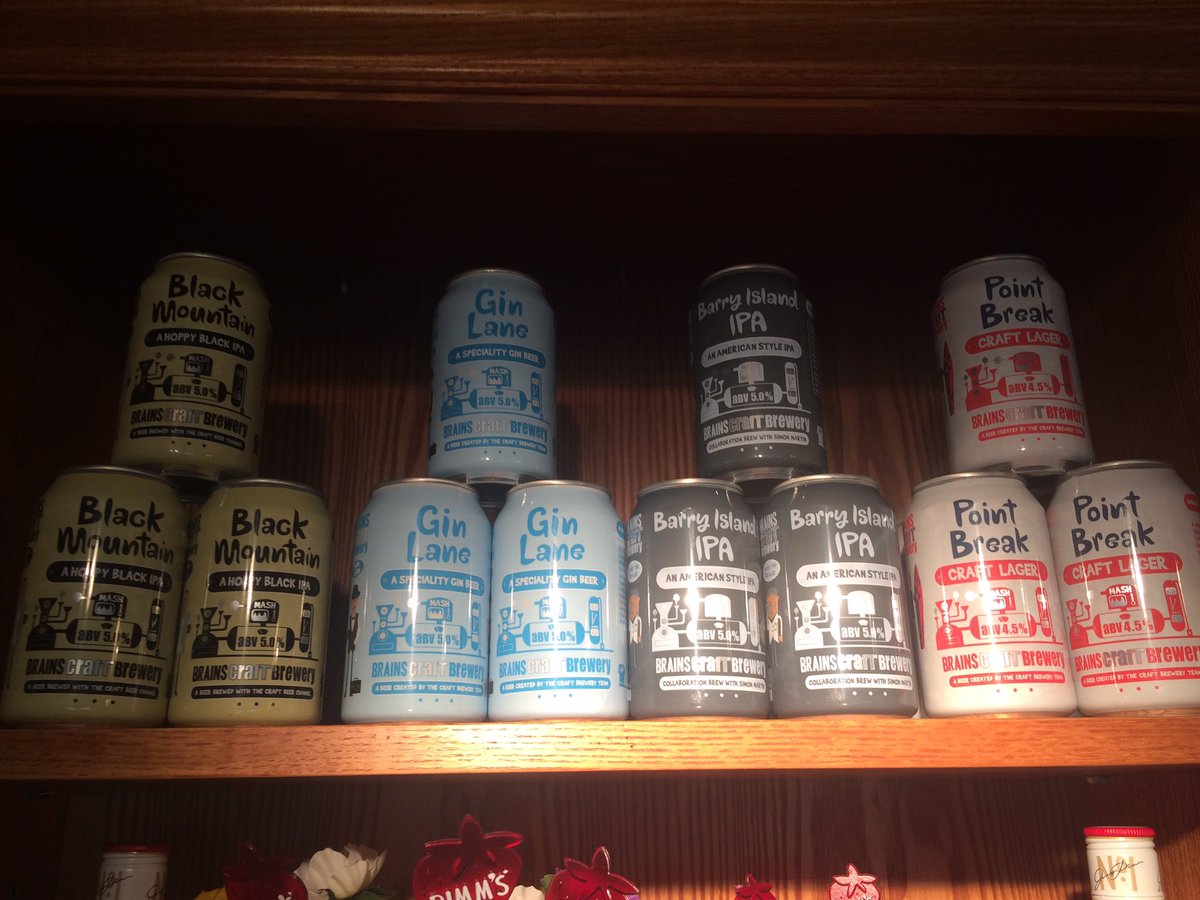 Black
Mountain
A HOPPY BLACK IPA
MASH
ABV 5.0%
BRAINS CRAFT Brewery
A BEER BREWED WITH THE CRAFT BEER CHANNEL
Gin
Lane
A SPECIALITY GIN BEER
MASH
ABV 5.0%
BRAINS CRAFT Brewery
A BEER CREATED BY THE CRAFT BREWERY TEAM
Barry Island
IPA
AN AMERICAN STYLE IPA
ABV 5.0%
BRAINS CRAFT Brewery
COLLABORATION BREW WITH SIMON MARTIN
Point
Break
CRAFT LAGER
ABV 4.5%
BRAINS CRAFT Brewery
A BEER CREATED BY THE CRAFT BREWERY TEAM
Black
Mountain
A HOPPY BLACK IPA
MASH
ABV 5.0%
BRAINS CRAFT Brewery
A BEER BREWED WITH THE CRAFT BEER CHANNEL
Black
Mountain
A HOPPY BLACK IPA
MASH
ABV 5.0%
BRAINS CRAFT Brewery
A BEER BREWED WITH THE CRAFT BEER CHANNEL
Gin
Lane
A SPECIALITY GIN BEER
MASH
ABV 5.0%
BRAINS CRAFT Brewery
A BEER CREATED BY THE CRAFT BREWERY TEAM
Gin
Lane
A SPECIALITY GIN BEER
MASH
ABV 5.0%
BRAINS CRAFT Brewery
A BEER CREATED BY THE CRAFT BREWERY TEAM
Barry Island
IPA
AN AMERICAN STYLE IPA
ABV 5.0%
BRAINS CRAFT Brewery
COLLABORATION BREW WITH SIMON MARTIN
Barry Island
IPA
AN AMERICAN STYLE IPA
ABV 5.0%
BRAINS CRAFT Brewery
COLLABORATION BREW WITH SIMON MARTIN
Point
Break
CRAFT LAGER
MASH
ABV 4.5%
BRAINS CRAFT Brewery
A BEER CREATED BY THE CRAFT BREWERY TEAM
Point
Break
CRAFT LAGER
MASH
ABV 4.5%
BRAINS CRAFT Brewery
A BEER CREATED BY THE CRAFT BREWERY TEAM
PIMM'S
Nº1